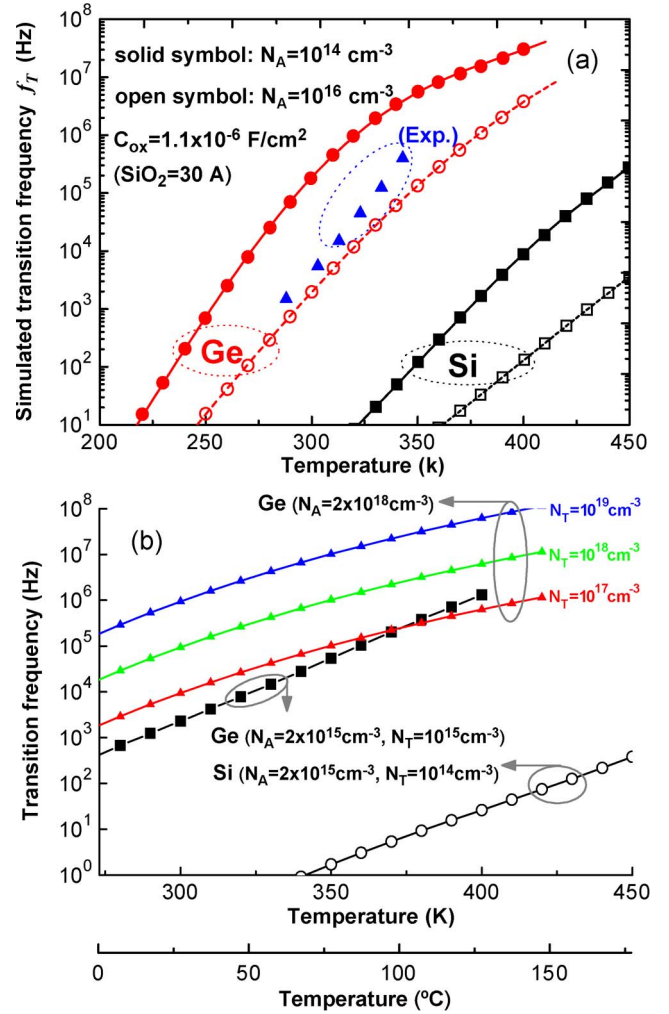 Simulated transition frequency f_T (Hz)
10^8
10^7
10^6
10^5
10^4
10^3
10^2
10^1
solid symbol: N_A=10^14 cm^-3
open symbol: N_A=10^16 cm^-3
C_ox=1.1x10^-6 F/cm^2
(SiO_2=30 A)
(a)
(Exp.)
Ge
Si
200 250 300 350 400 450
Temperature (k)
Transition frequency (Hz)
10^8
10^7
10^6
10^5
10^4
10^3
10^2
10^1
10^0
(b)
Ge (N_A=2x10^18cm^-3)
N_T=10^19cm^-3
N_T=10^18cm^-3
N_T=10^17cm^-3
Ge (N_A=2x10^15cm^-3, N_T=10^15cm^-3)
Si (N_A=2x10^15cm^-3, N_T=10^14cm^-3)
300 350 400 450
Temperature (K)
0 50 100 150
Temperature (ºC)